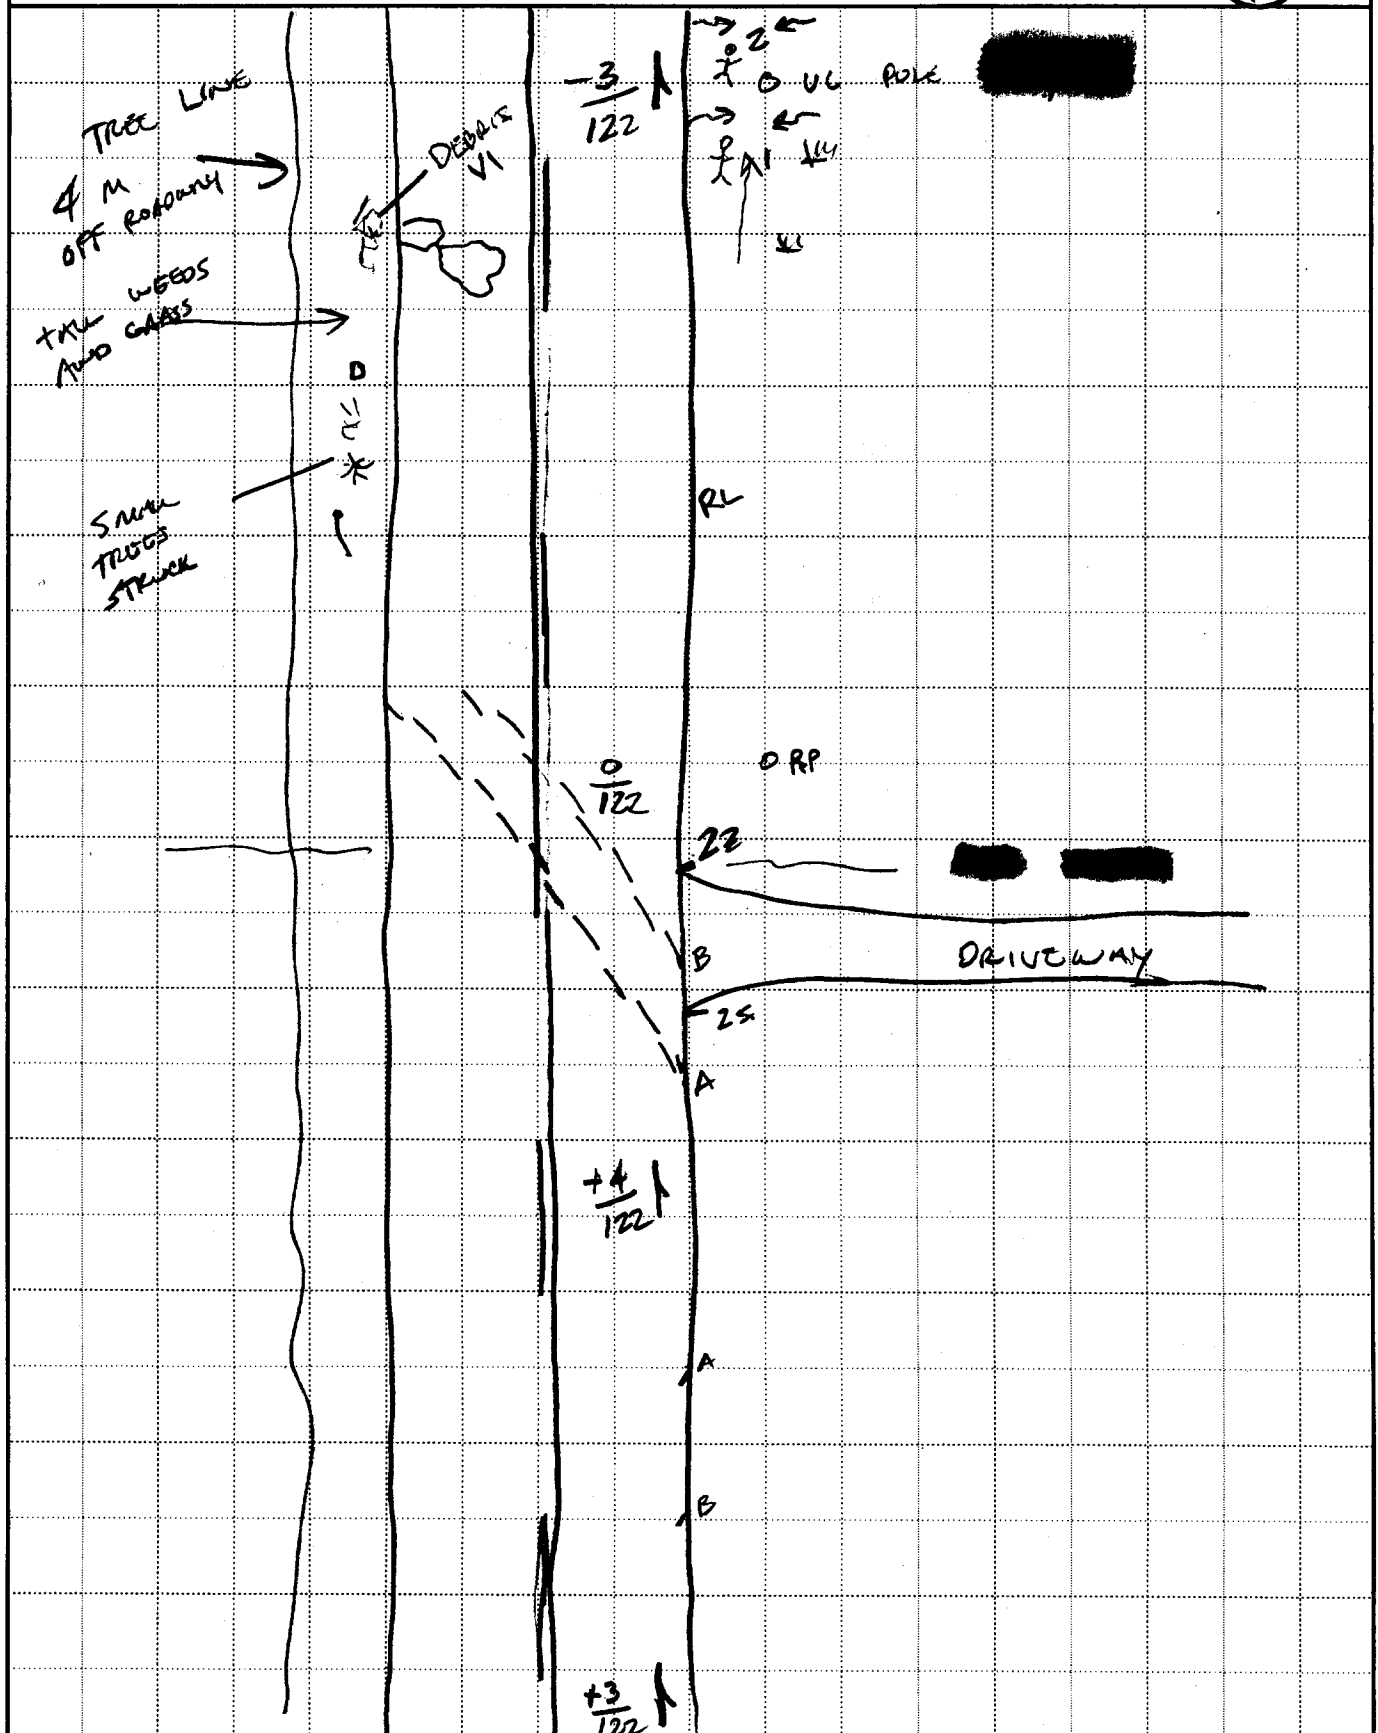 -3
122
2
UL POLE
TREE LINE
4 M
OFF ROADWAY
DEBRIS
V1
TALL WEEDS
AND GRASS
D
SMALL
TREES
STRUCK
RL
RP
0
122
22
B
DRIVEWAY
25
A
+4
122
A
B
+3
122